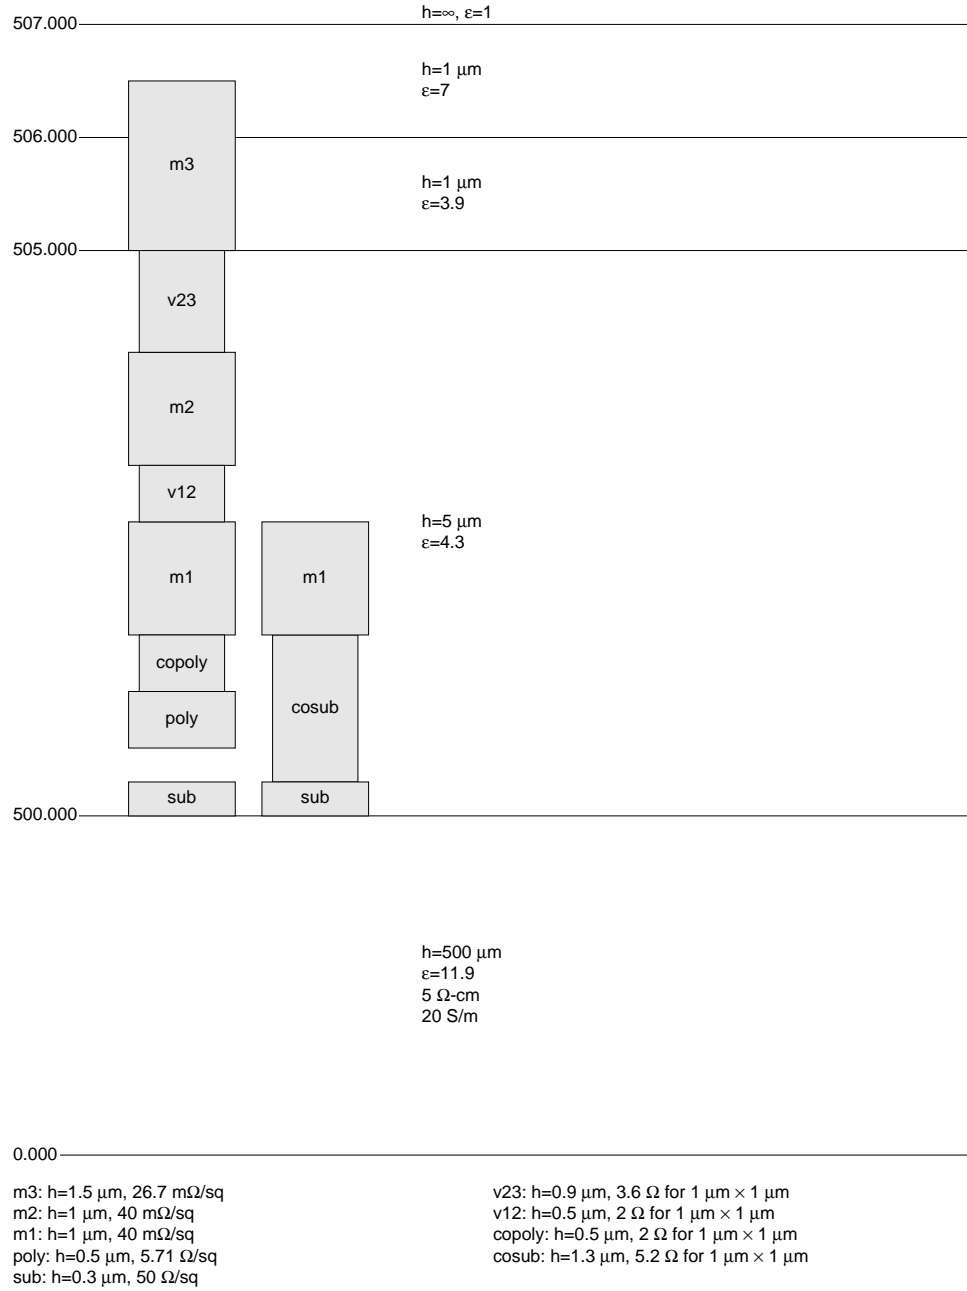 h=∞, ε=1
507.000
h=1 μm
ε=7
506.000
m3
h=1 μm
ε=3.9
505.000
v23
m2
v12
h=5 μm
ε=4.3
m1 m1
copoly
cosub
poly
sub sub
500.000
h=500 μm
ε=11.9
5 Ω-cm
20 S/m
0.000
m3: h=1.5 μm, 26.7 mΩ/sq
m2: h=1 μm, 40 mΩ/sq
m1: h=1 μm, 40 mΩ/sq
poly: h=0.5 μm, 5.71 Ω/sq
sub: h=0.3 μm, 50 Ω/sq
v23: h=0.9 μm, 3.6 Ω for 1 μm × 1 μm
v12: h=0.5 μm, 2 Ω for 1 μm × 1 μm
copoly: h=0.5 μm, 2 Ω for 1 μm × 1 μm
cosub: h=1.3 μm, 5.2 Ω for 1 μm × 1 μm